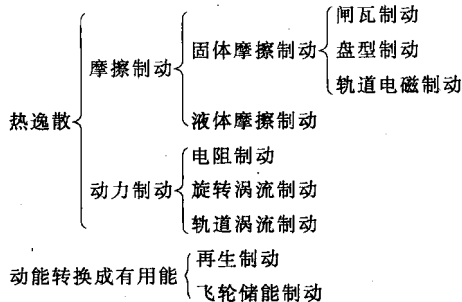 闸瓦制动
固体摩擦制动 盘型制动
摩擦制动 轨道电磁制动
热逸散 液体摩擦制动
电阻制动
动力制动 旋转涡流制动
轨道涡流制动
再生制动
动能转换成有用能
飞轮储能制动